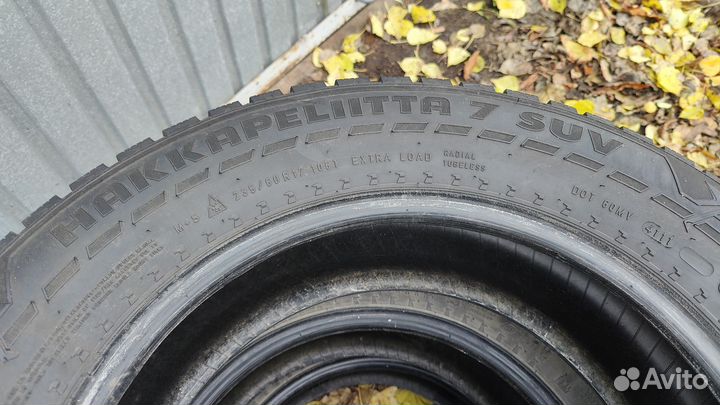 HAKKAPELIITTA 7 SUV
M+S 235/60 R17 106T EXTRA LOAD RADIAL TUBELESS
DOT 60MV 4111
Avito